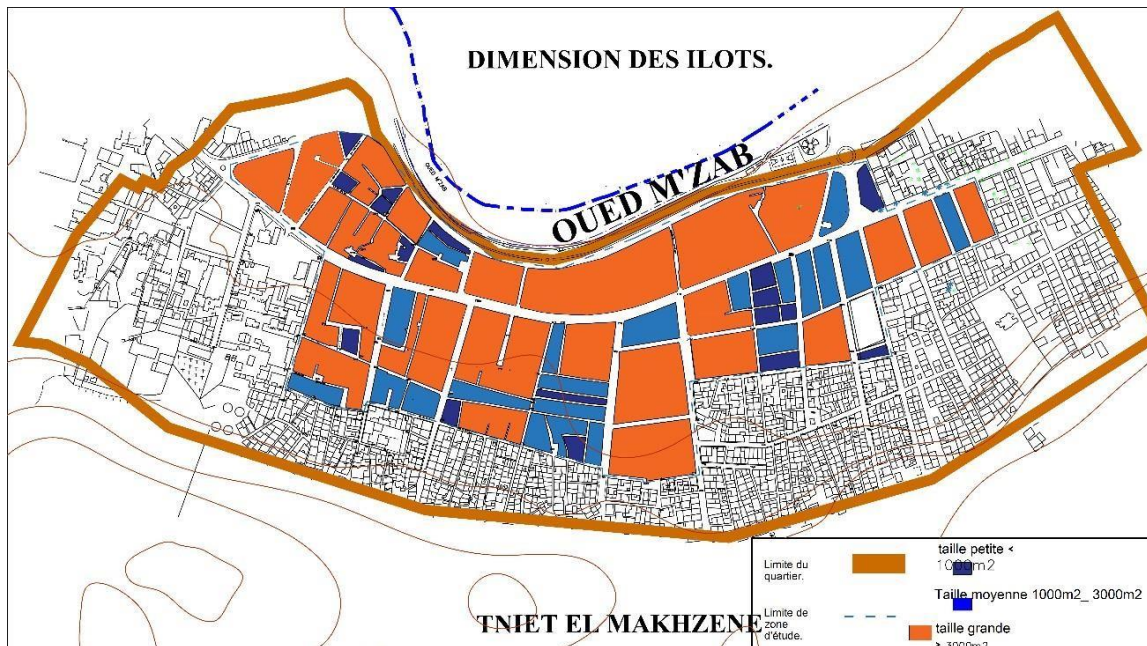 DIMENSION DES ILOTS.
OUED M'ZAB
OUED M'ZAB
TNIET EL MAKHZENE
Limite du
quartier.
Limite de
zone
d'étude.
taille petite <
1000m2
Taille moyenne 1000m2_ 3000m2
taille grande
> 3000m2